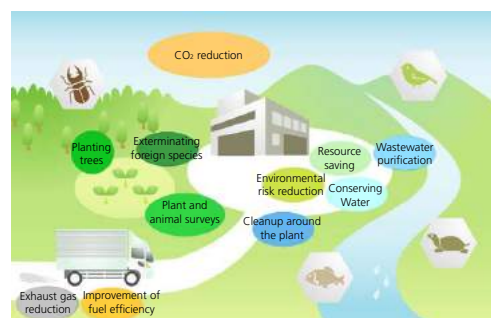 CO₂ reduction
Planting
trees
Exterminating
foreign species
Resource
saving
Wastewater
purification
Environmental
risk reduction
Conserving
Water
Plant and
animal surveys
Cleanup around
the plant
Exhaust gas
reduction
Improvement of
fuel efficiency